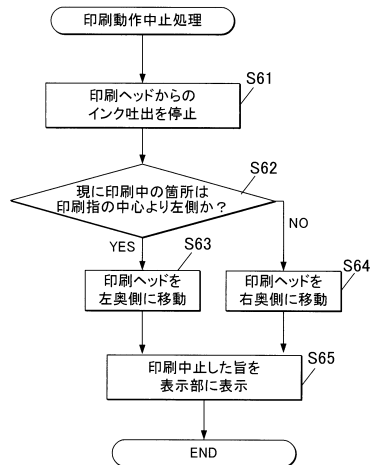 印刷動作中止処理
S61
印刷ヘッドからの
インク吐出を停止
S62
現に印刷中の箇所は
印刷指の中心より左側か？
YES
NO
S63
印刷ヘッドを
左奥側に移動
S64
印刷ヘッドを
右奥側に移動
S65
印刷中止した旨を
表示部に表示
END